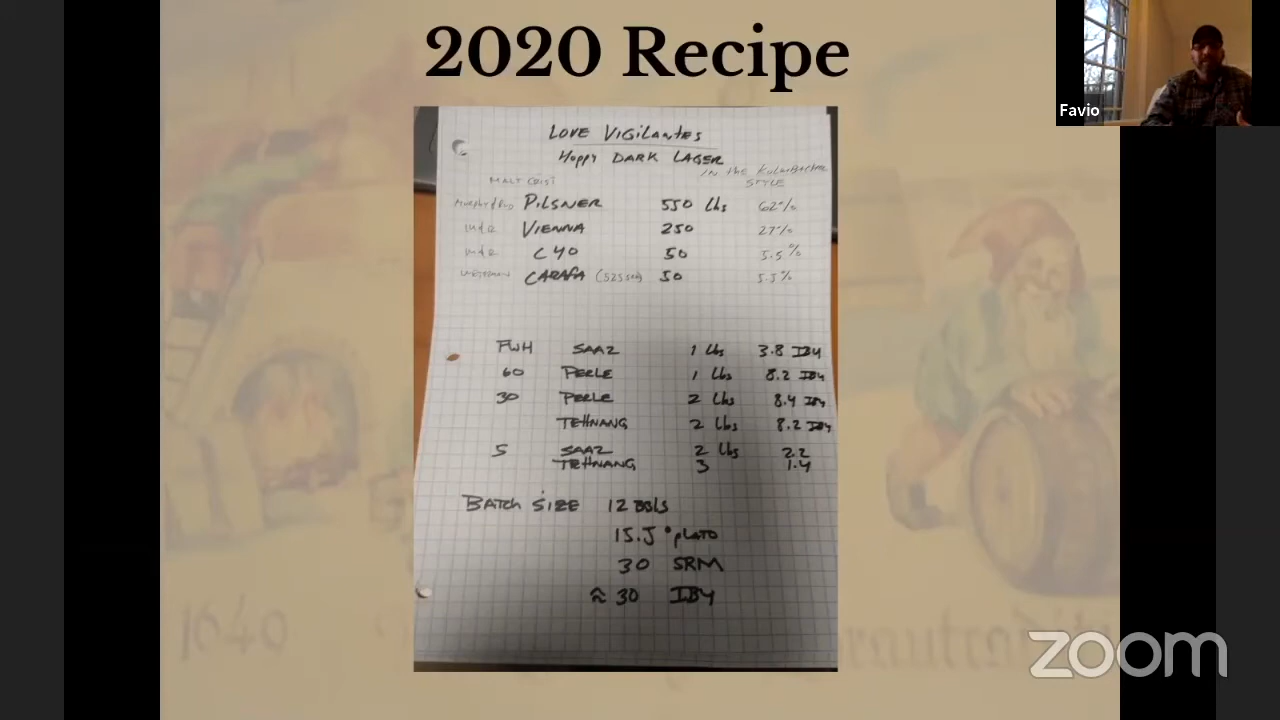 2020 Recipe
Favio
LOVE VIGILANTES
HOPPY DARK LAGER
IN THE KULMBACHER
STYLE
MALT
PILSNER 550 lbs 62%
VIENNA 250 27%
C40 50 5.5%
CARAFA (525 SRM) 50 5.5%
FWH SAAZ 1 lbs 3.8 IBU
60 PERLE 1 lbs 8.2 IBU
30 PERLE 2 lbs 8.4 IBU
TETTNANG 2 lbs 8.2 IBU
5 SAAZ 2 lbs 2.2
TETTNANG 3 1.4
BATCH SIZE 12 BBLS
15.5 °PLATO
30 SRM
≈ 30 IBU
1640
zoom